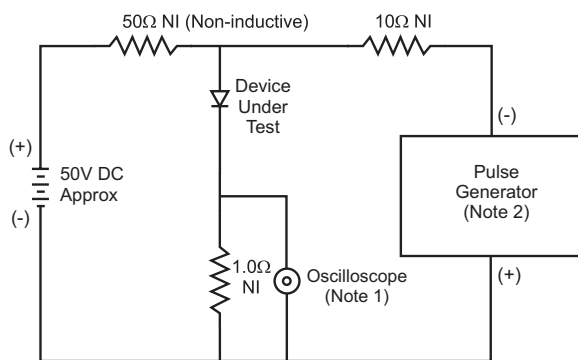 50Ω NI (Non-inductive)
10Ω NI
Device
Under
Test
(-)
(+)
50V DC
Approx
(-)
Pulse
Generator
(Note 2)
1.0Ω
NI
Oscilloscope
(Note 1)
(+)